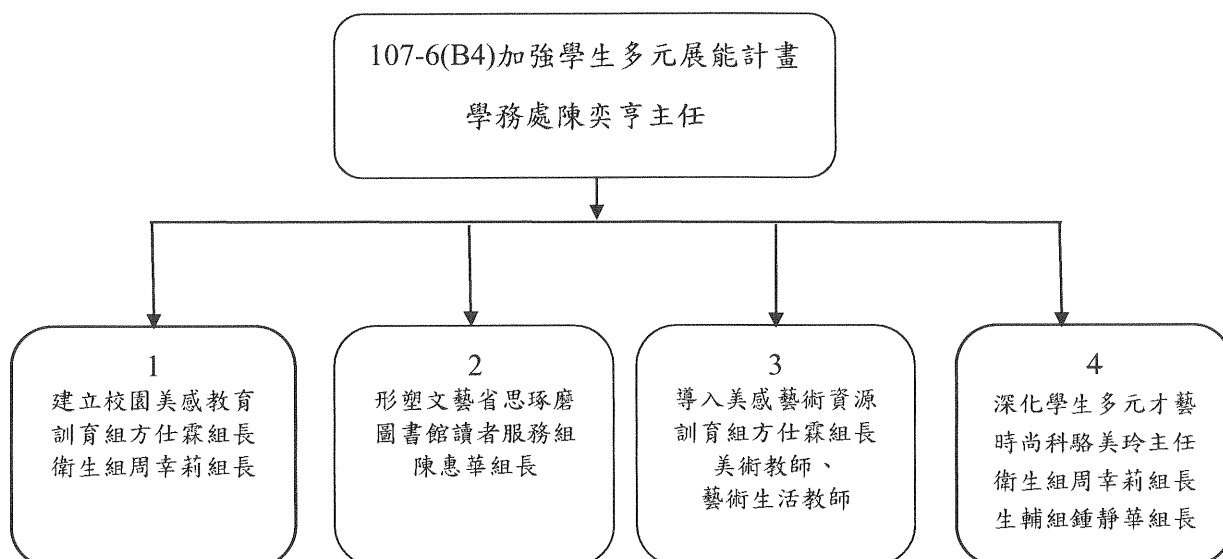 107-6(B4)加強學生多元展能計畫
學務處陳奕亨主任
1
建立校園美感教育
訓育組方仕霖組長
衛生組周幸莉組長
2
形塑文藝省思琢磨
圖書館讀者服務組
陳惠華組長
3
導入美感藝術資源
訓育組方仕霖組長
美術教師、
藝術生活教師
4
深化學生多元才藝
時尚科駱美玲主任
衛生組周幸莉組長
生輔組鍾靜華組長